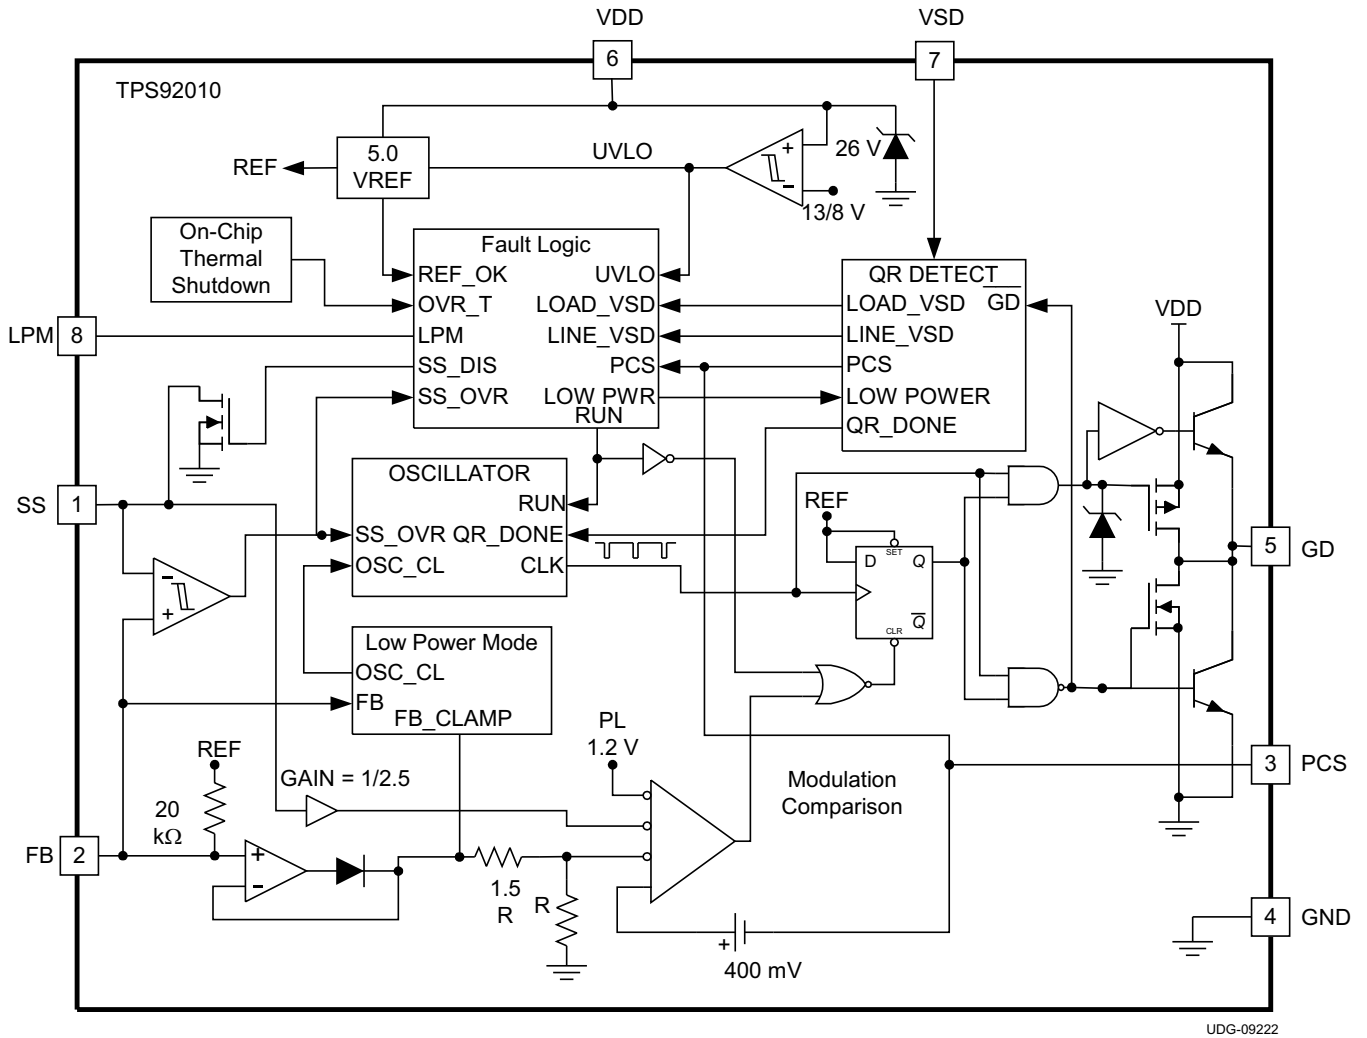 VDD
VSD
6
7
TPS92010
5.0
VREF
REF
UVLO
+
-
26 V
13/8 V
On-Chip
Thermal
Shutdown
Fault Logic
REF_OK
UVLO
OVR_T
LOAD_VSD
LPM
LINE_VSD
SS_DIS
PCS
SS_OVR
LOW PWR
RUN
QR DETECT
LOAD_VSD
GD
LINE_VSD
PCS
LOW POWER
QR_DONE
VDD
LPM
8
SS
1
OSCILLATOR
RUN
SS_OVR
QR_DONE
OSC_CL
CLK
-
+
REF
SET
D
Q
Q
CLR
5
GD
Low Power Mode
OSC_CL
FB
FB_CLAMP
REF
20
kΩ
GAIN = 1/2.5
PL
1.2 V
Modulation
Comparison
3
PCS
FB
2
+
-
1.5
R
R
+
400 mV
4
GND
UDG-09222